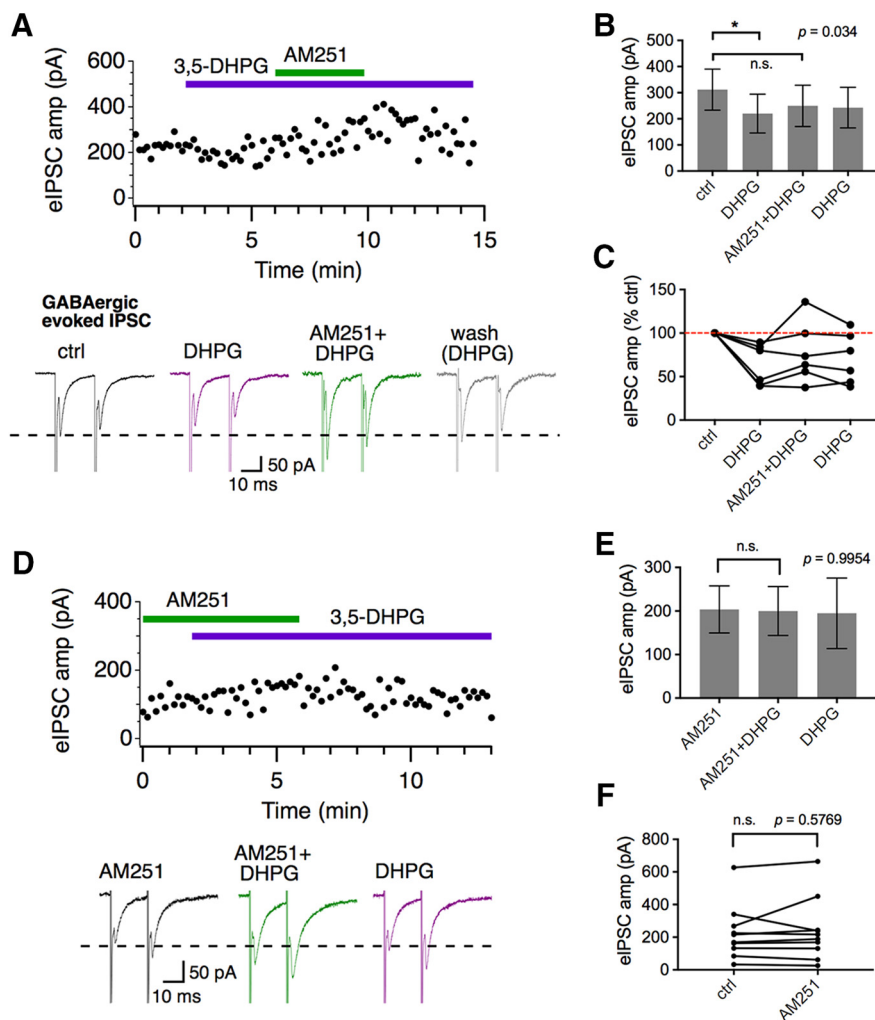 A
AM251
3,5-DHPG
eIPSC amp (pA)
600
400
200
0
0
5
10
15
Time (min)
GABAergic
evoked IPSC
ctrl
DHPG
AM251+
DHPG
wash
(DHPG)
50 pA
10 ms
B
*
p = 0.034
n.s.
eIPSC amp (pA)
500
400
300
200
100
0
ctrl
DHPG
AM251+DHPG
DHPG
C
eIPSC amp (% ctrl)
150
100
50
0
ctrl
DHPG
AM251+DHPG
DHPG
D
AM251
3,5-DHPG
eIPSC amp (pA)
400
200
0
0
5
10
Time (min)
AM251
AM251+
DHPG
DHPG
50 pA
10 ms
E
n.s.
p = 0.9954
eIPSC amp (pA)
300
200
100
0
AM251
AM251+DHPG
DHPG
F
n.s.
p = 0.5769
eIPSC amp (pA)
800
600
400
200
0
ctrl
AM251